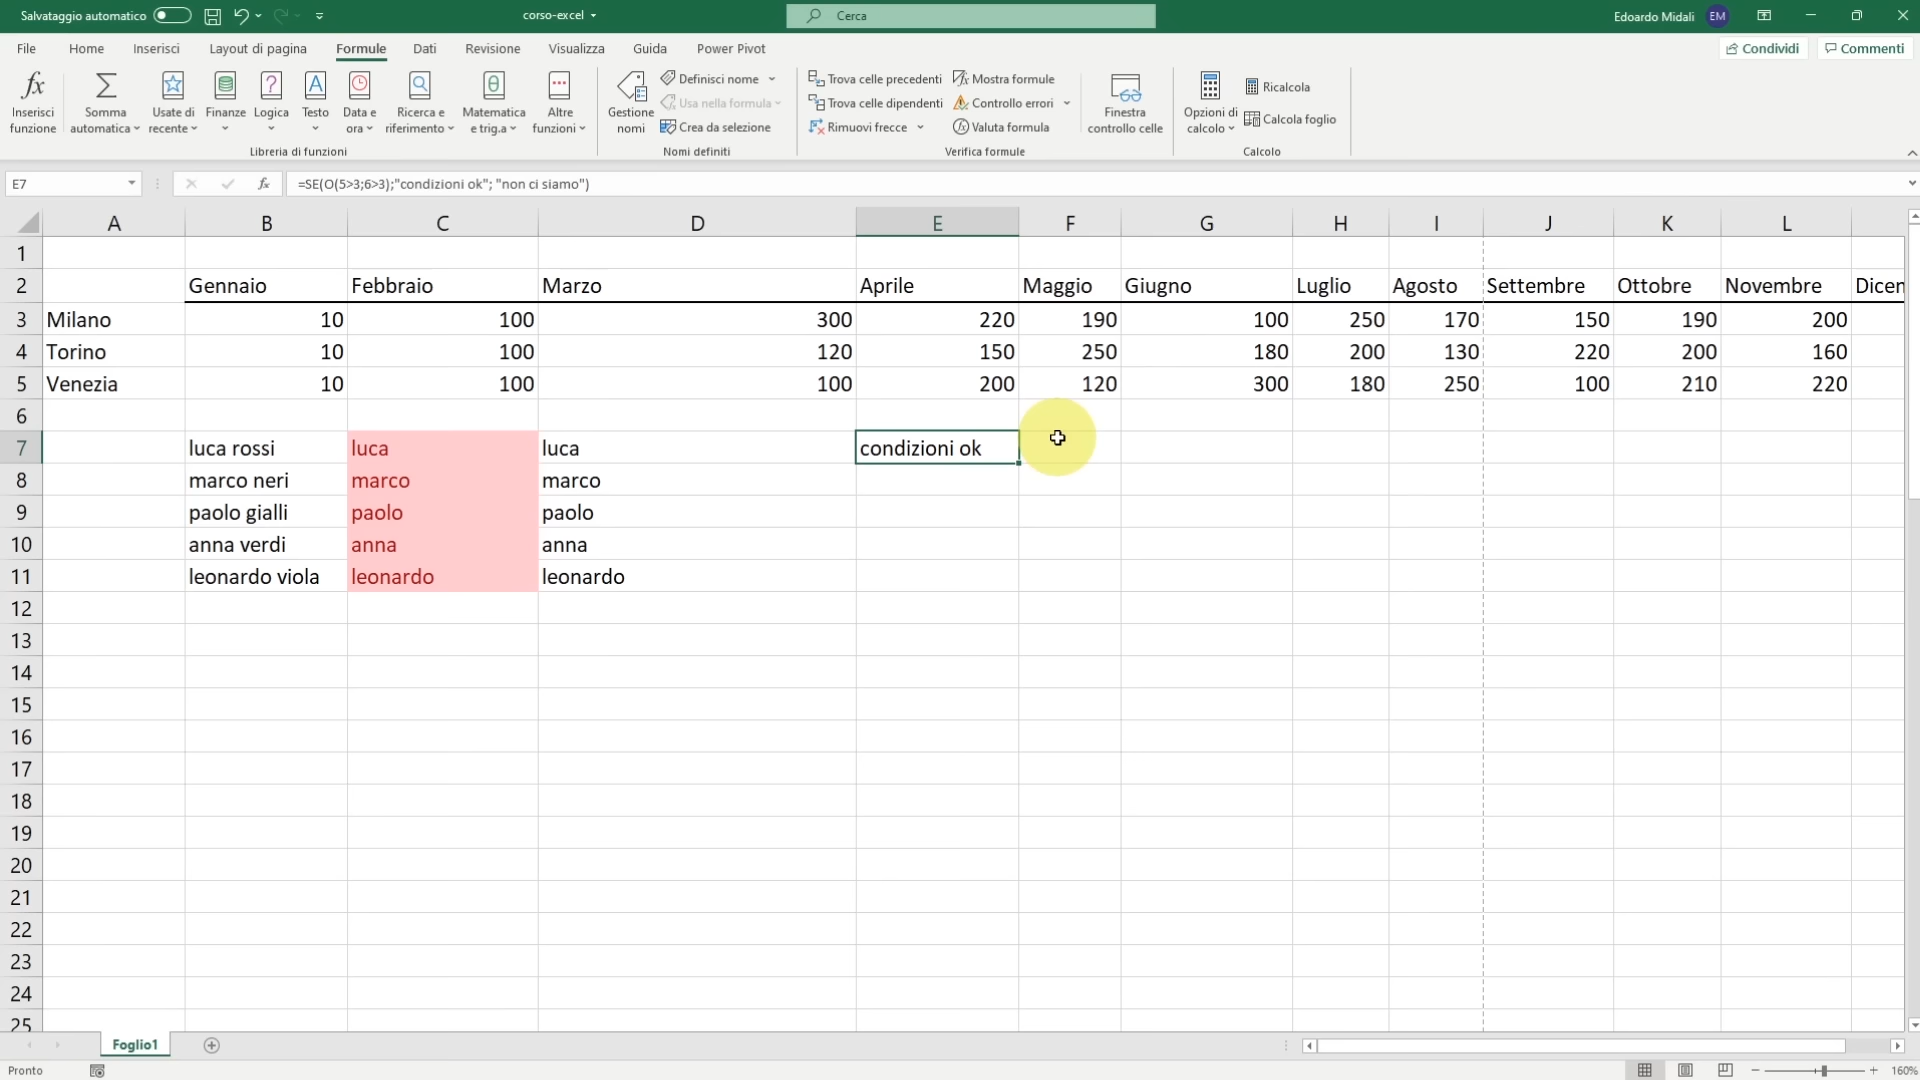 Salvataggio automatico
corso-excel
Cerca
Edoardo Midali
EM
File Home Inserisci Layout di pagina Formule Dati Revisione Visualizza Guida Power Pivot
Condividi
Commenti
Inserisci funzione
Somma automatica
Usate di recente
Finanze
Logica
Testo
Data e ora
Ricerca e riferimento
Matematica e trig.a
Altre funzioni
Libreria di funzioni
Gestione nomi
Definisci nome
Usa nella formula
Crea da selezione
Nomi definiti
Trova celle precedenti
Trova celle dipendenti
Rimuovi frecce
Mostra formule
Controllo errori
Valuta formula
Verifica formule
Finestra controllo celle
Opzioni di calcolo
Ricalcola
Calcola foglio
Calcolo
E7
fx
=SE(O(5>3;6>3);"condizioni ok"; "non ci siamo")
A B C D E F G H I J K L
1
2 Gennaio Febbraio Marzo Aprile Maggio Giugno Luglio Agosto Settembre Ottobre Novembre Dicen
3 Milano 10 100 300 220 190 100 250 170 150 190 200
4 Torino 10 100 120 150 250 180 200 130 220 200 160
5 Venezia 10 100 100 200 120 300 180 250 100 210 220
6
7 luca rossi luca luca condizioni ok
8 marco neri marco marco
9 paolo gialli paolo paolo
10 anna verdi anna anna
11 leonardo viola leonardo leonardo
12
13
14
15
16
17
18
19
20
21
22
23
24
25
Foglio1
Pronto
160%